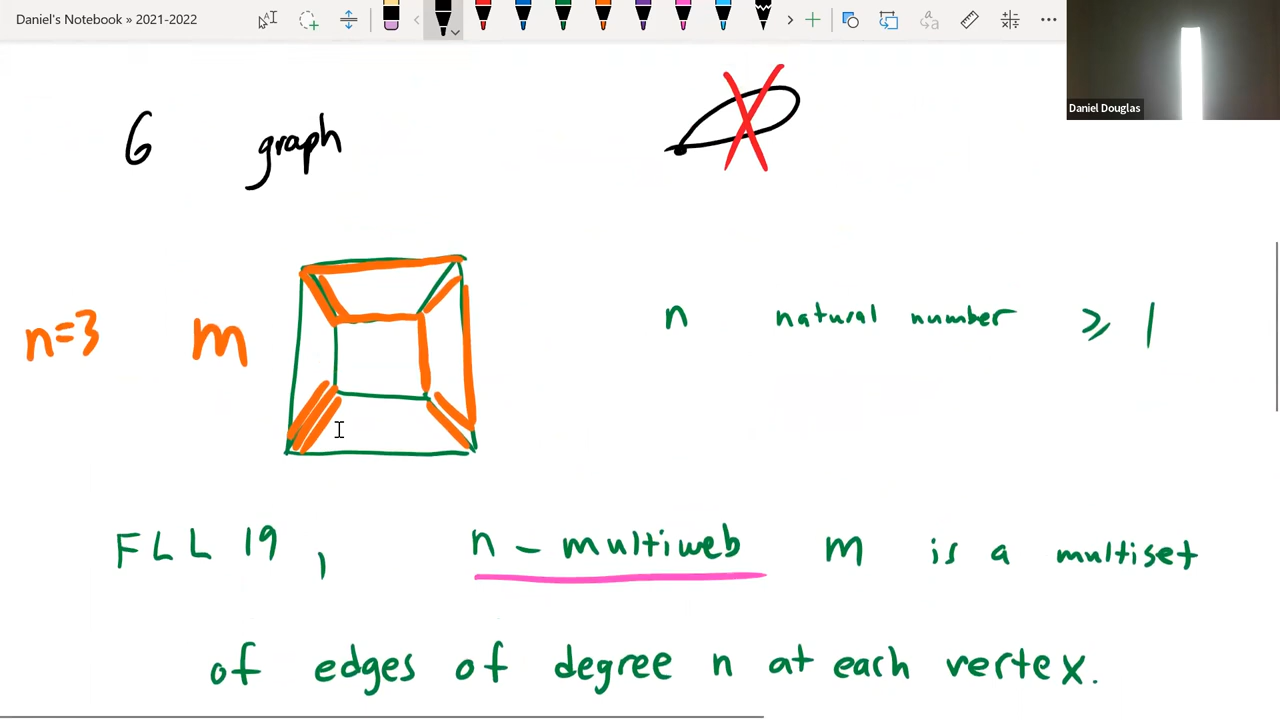 Daniel's Notebook » 2021-2022
Daniel Douglas
G graph
n=3 m
n natural number ⩾ 1
FLL 19, n - multiweb m is a multiset
of edges of degree n at each vertex.